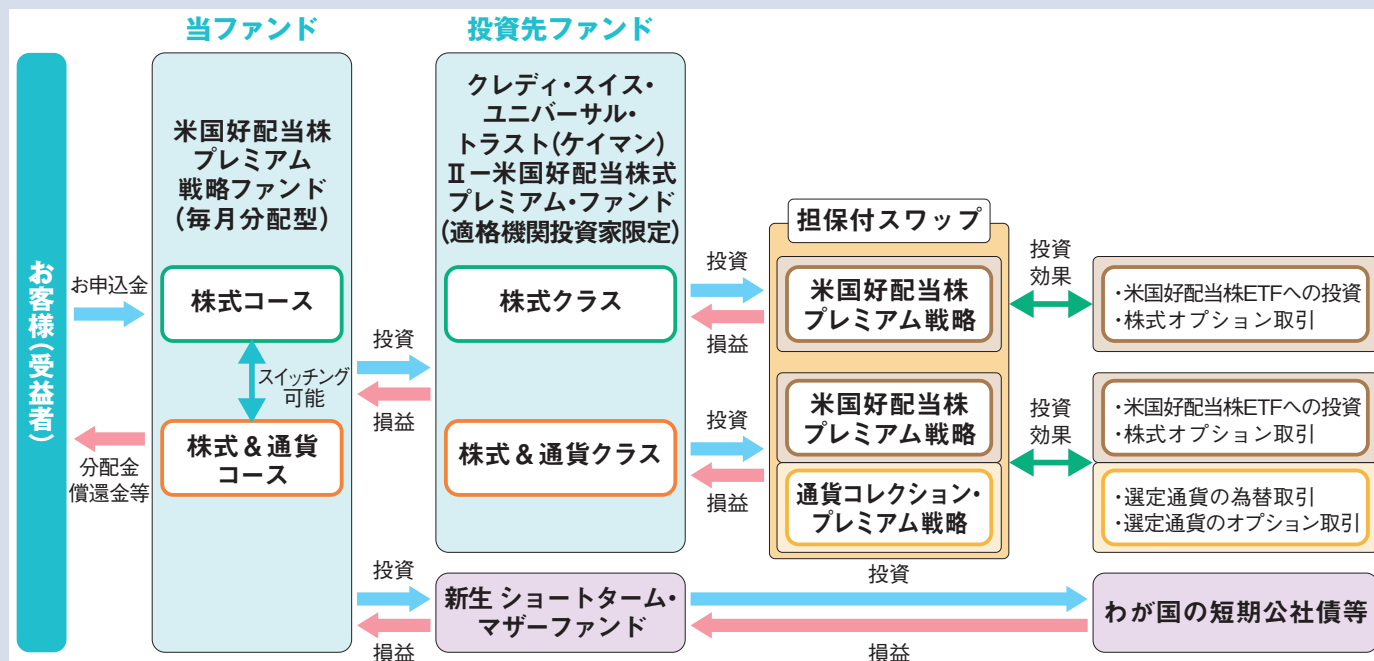 当ファンド
投資先ファンド
お客様（受益者）
お申込金
分配金
償還金等
米国好配当株
プレミアム
戦略ファンド
（毎月分配型）
株式コース
スイッチング
可能
株式＆通貨
コース
投資
損益
投資
損益
クレディ・スイス・
ユニバーサル・
トラスト（ケイマン）
Ⅱー米国好配当株式
プレミアム・ファンド
（適格機関投資家限定）
株式クラス
株式＆通貨クラス
新生 ショートターム・
マザーファンド
投資
損益
投資
損益
担保付スワップ
米国好配当株
プレミアム戦略
米国好配当株
プレミアム戦略
通貨コレクション・
プレミアム戦略
投資
効果
投資
効果
・米国好配当株ETFへの投資
・株式オプション取引
・米国好配当株ETFへの投資
・株式オプション取引
・選定通貨の為替取引
・選定通貨のオプション取引
投資
損益
わが国の短期公社債等